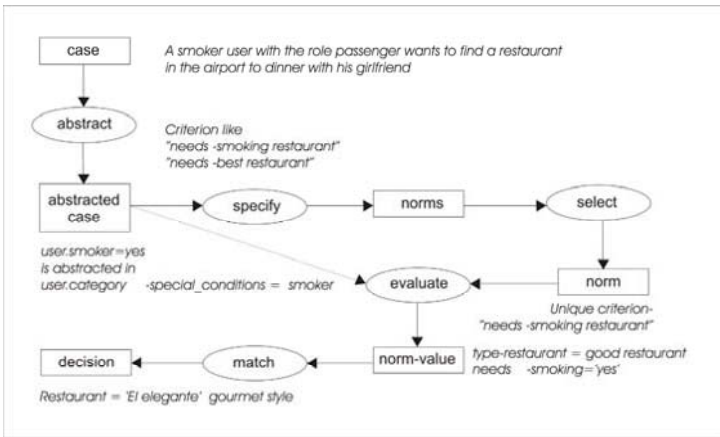 case
A smoker user with the role passenger wants to find a restaurant
in the airport to dinner with his girlfriend
abstract
Criterion like
"needs -smoking restaurant"
"needs -best restaurant"
abstracted
case
specify
norms
select
user.smoker=yes
is abstracted in
user.category -special_conditions = smoker
evaluate
norm
Unique criterion-
"needs -smoking restaurant"
decision
match
norm-value
type-restaurant = good restaurant
needs -smoking='yes'
Restaurant = 'El elegante' gourmet style